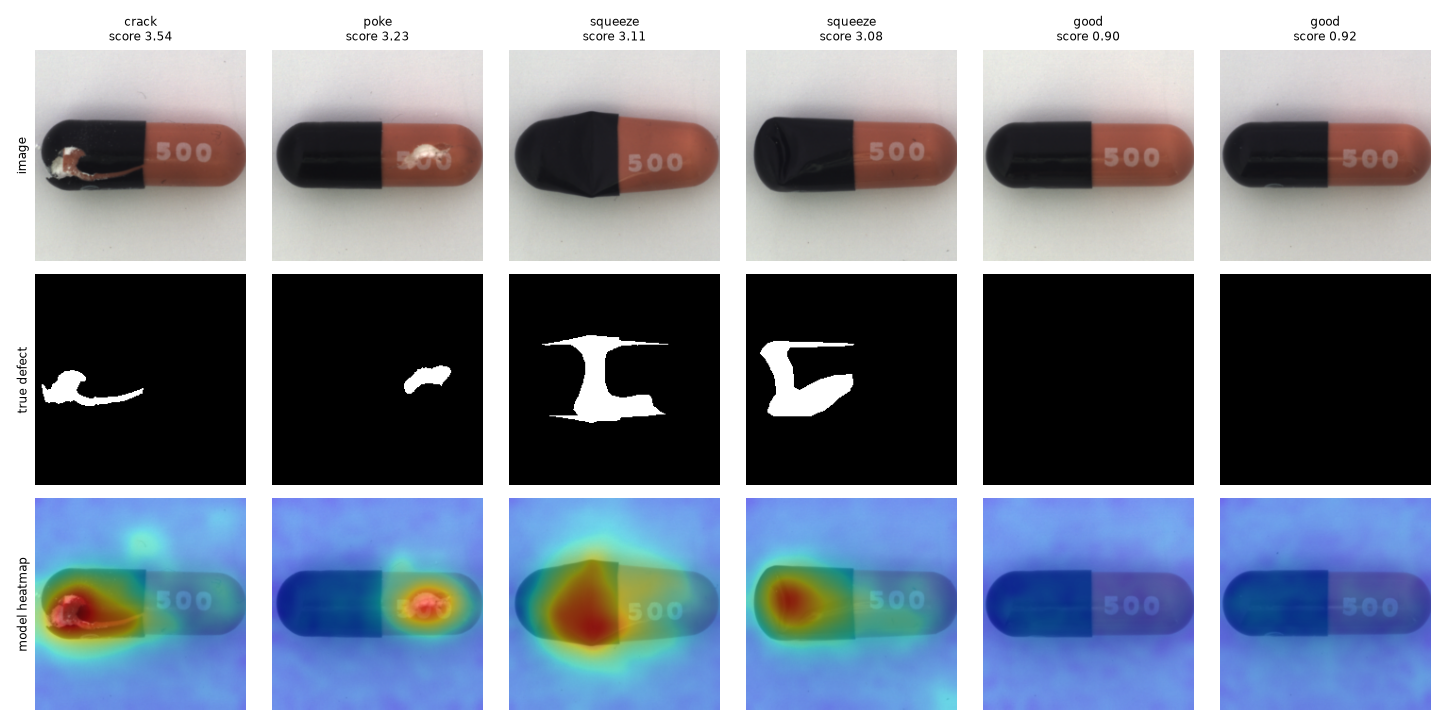 crack
score 3.54
poke
score 3.23
squeeze
score 3.11
squeeze
score 3.08
good
score 0.90
good
score 0.92
image
500
500
500
500
500
500
true defect
model heatmap
500
500
500
500
500
500